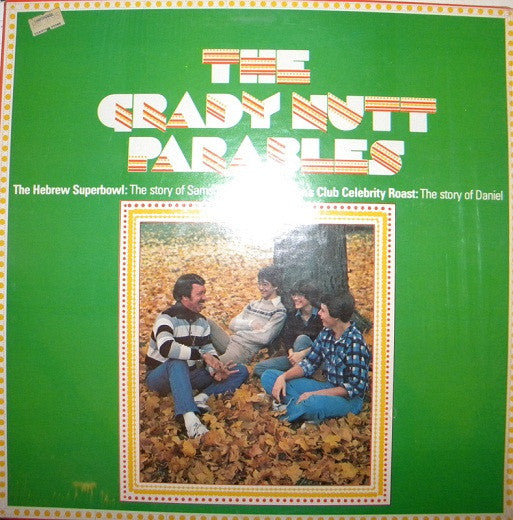 THE
GRADY NUTT
PARABLES
The Hebrew Superbowl: The story of Sam Club Celebrity Roast: The story of Daniel